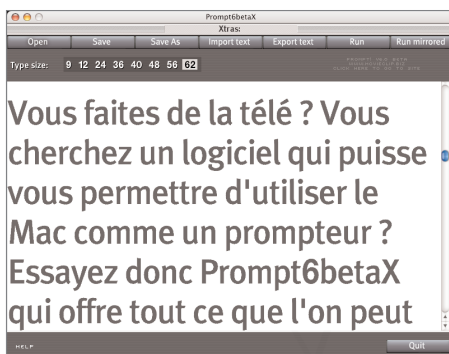 Prompt6betaX
Xtras:
Open Save Save As Import text Export text Run Run mirrored
Type size: 9 12 24 36 40 48 56 62
Vous faites de la télé ? Vous
cherchez un logiciel qui puisse
vous permettre d'utiliser le
Mac comme un prompteur ?
Essayez donc Prompt6betaX
qui offre tout ce que l'on peut
HELP
Quit